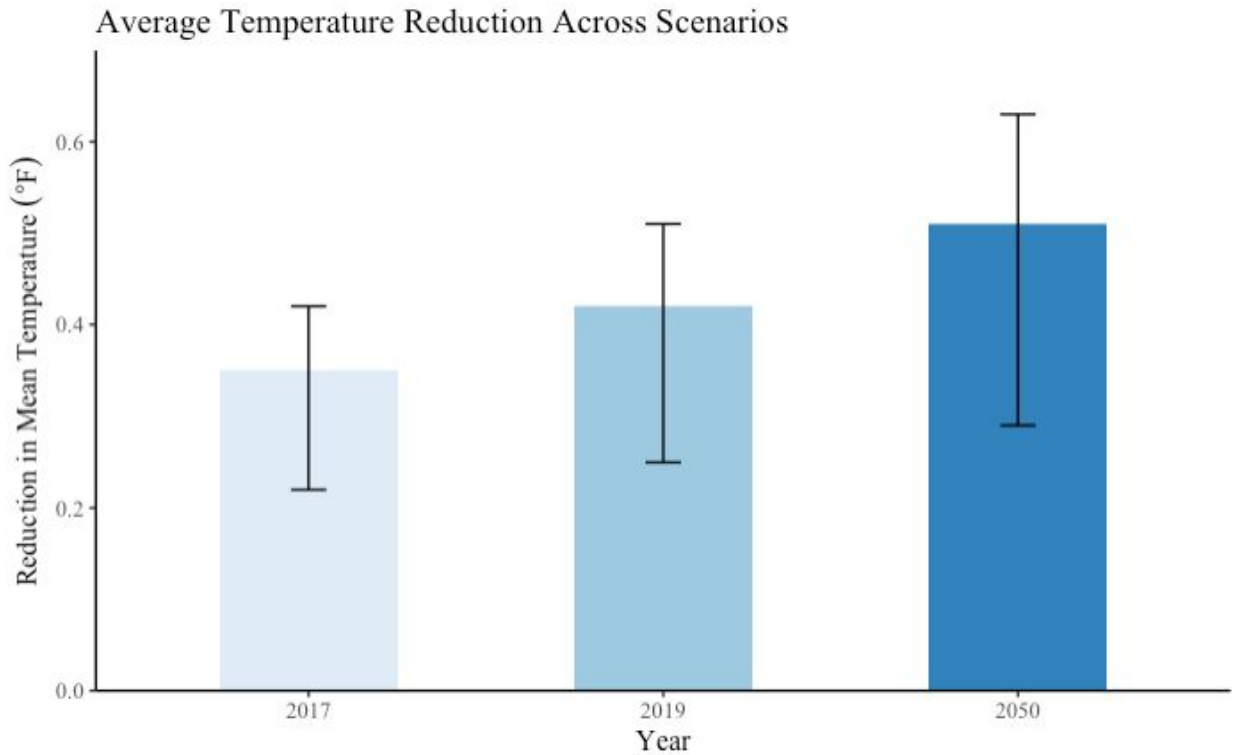 Average Temperature Reduction Across Scenarios
Reduction in Mean Temperature (°F)
0.6
0.4
0.2
0.0
2017
2019
2050
Year